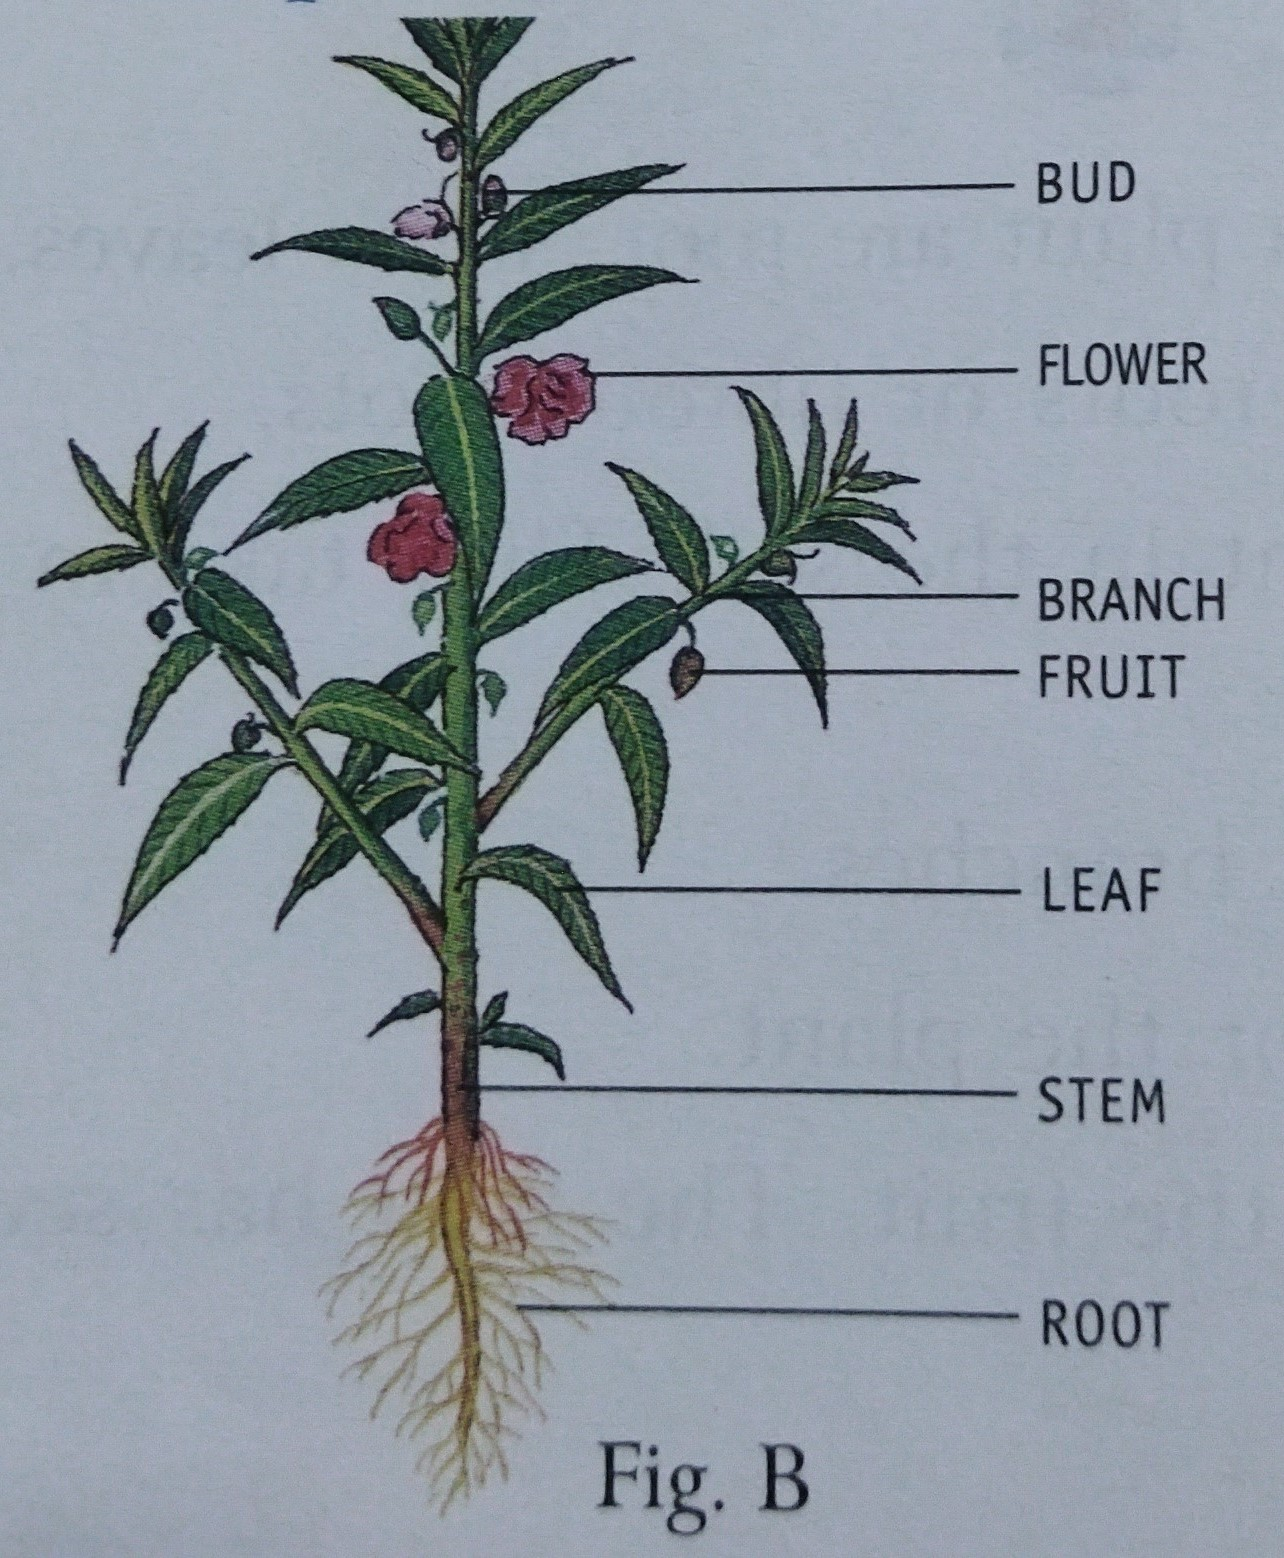 BUD
FLOWER
BRANCH
FRUIT
LEAF
STEM
ROOT
Fig. B